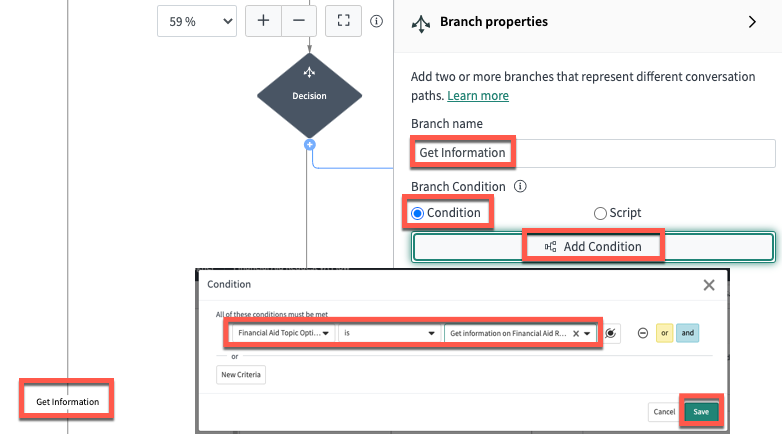 59 %
Branch properties
Decision
Add two or more branches that represent different conversation
paths. Learn more
Branch name
Get Information
Branch Condition
Condition
Script
Add Condition
Condition
All of these conditions must be met
Financial Aid Topic Opti...
is
Get information on Financial Aid R...
or
and
or
New Criteria
Cancel
Save
Get Information